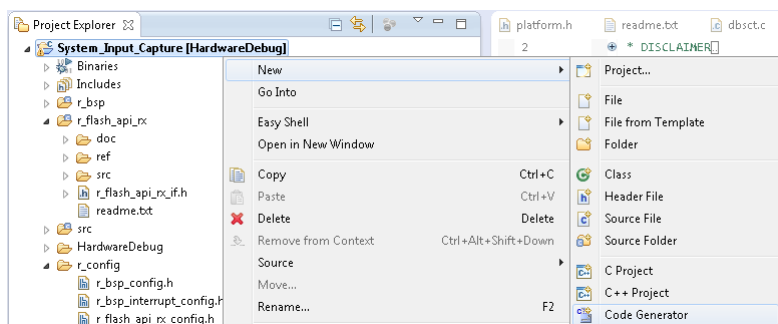 Project Explorer
platform.h
readme.txt
dbsct.c
System_Input_Capture [HardwareDebug]
2
* DISCLAIMER
Binaries
Includes
r_bsp
r_flash_api_rx
doc
ref
src
r_flash_api_rx_if.h
readme.txt
src
HardwareDebug
r_config
r_bsp_config.h
r_bsp_interrupt_config.h
r_flash_api_rx_config.h
New
Go Into
Easy Shell
Open in New Window
Copy Ctrl+C
Paste Ctrl+V
Delete Delete
Remove from Context Ctrl+Alt+Shift+Down
Source
Move...
Rename... F2
Project...
File
File from Template
Folder
Class
Header File
Source File
Source Folder
C Project
C++ Project
Code Generator